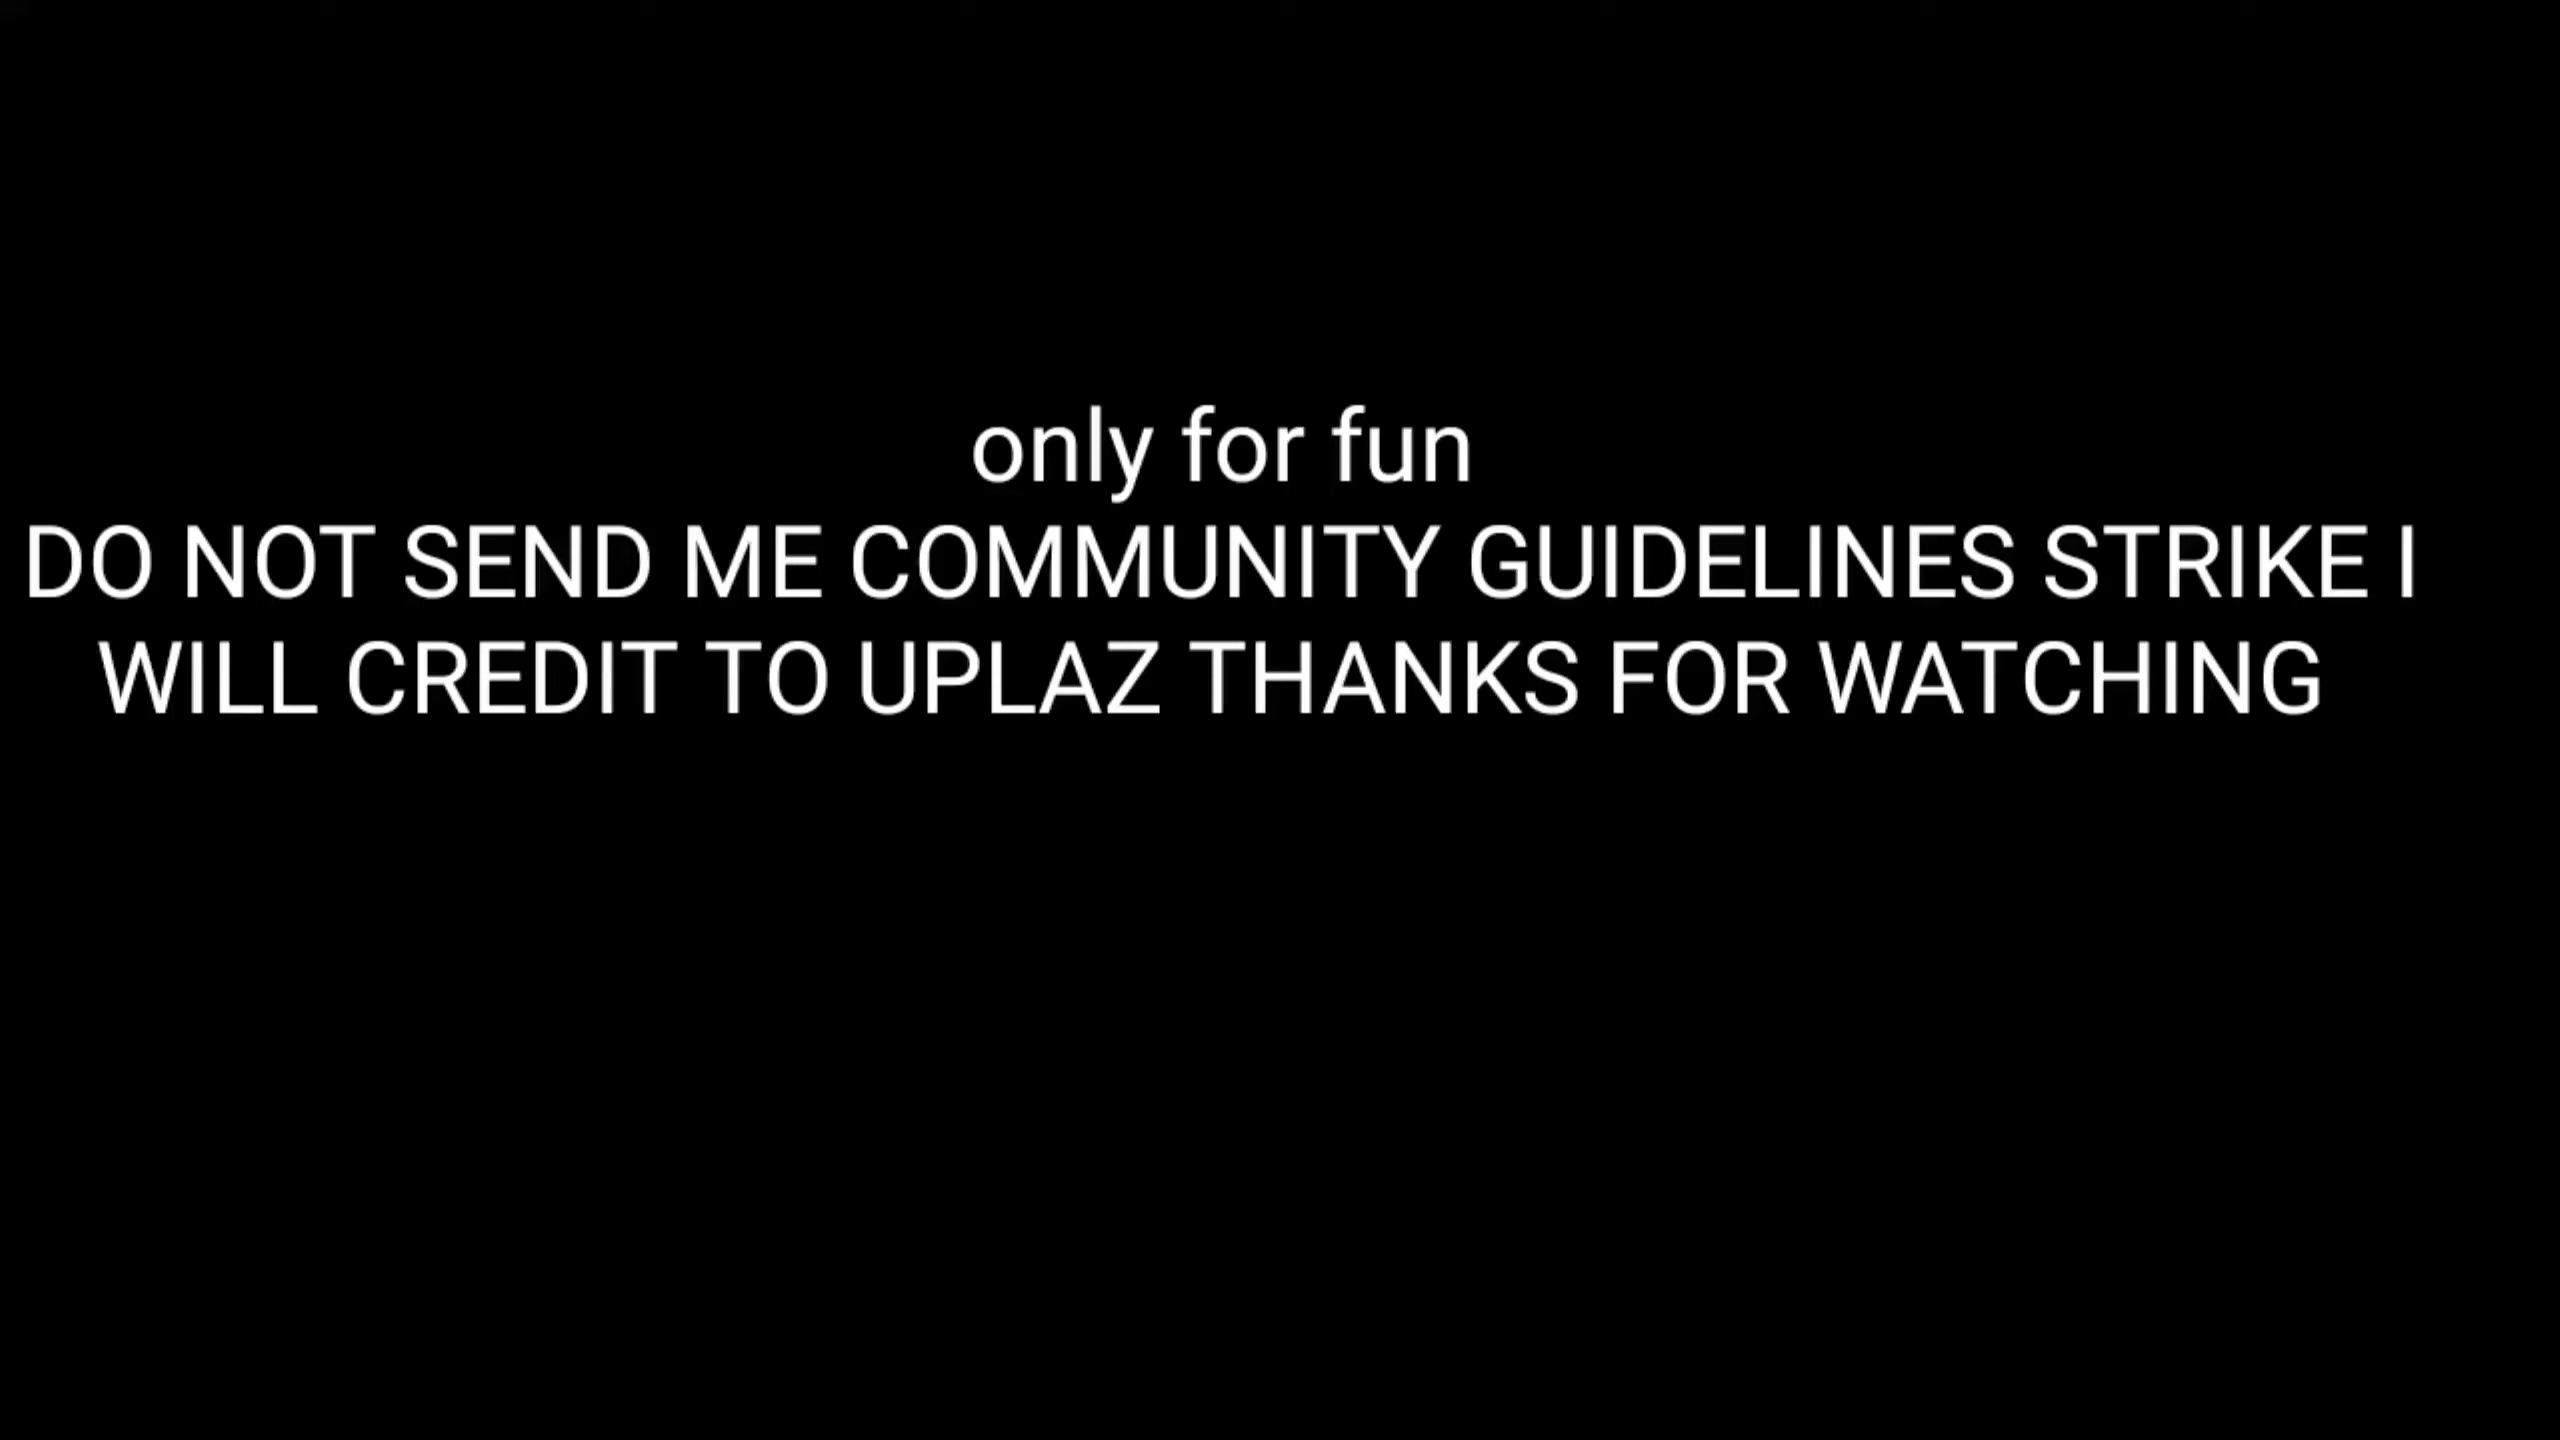 only for fun
DO NOT SEND ME COMMUNITY GUIDELINES STRIKE I
WILL CREDIT TO UPLAZ THANKS FOR WATCHING